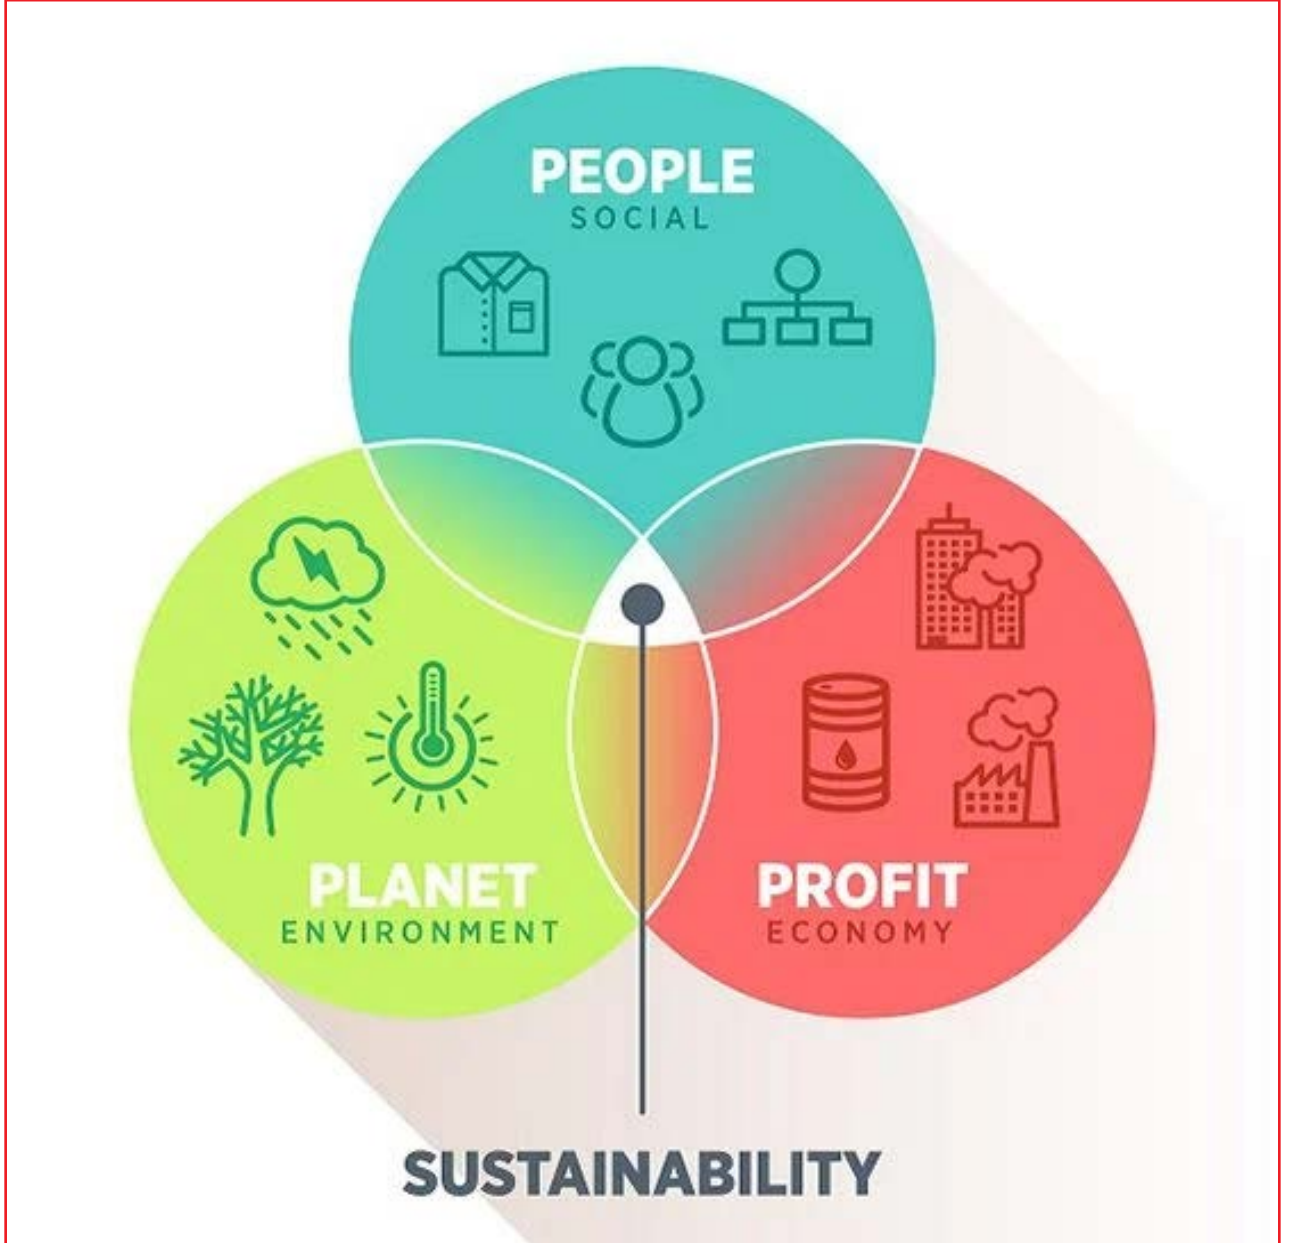 PEOPLE
SOCIAL
PLANET
ENVIRONMENT
PROFIT
ECONOMY
SUSTAINABILITY